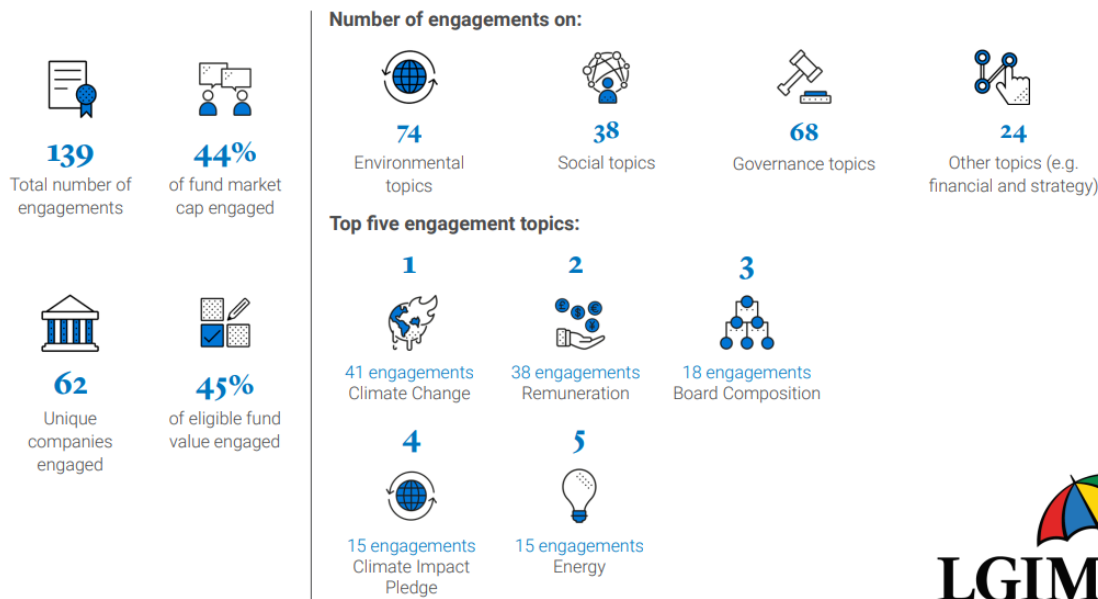 139
Total number of
engagements
44%
of fund market
cap engaged
62
Unique
companies
engaged
45%
of eligible fund
value engaged
Number of engagements on:
74
Environmental
topics
38
Social topics
68
Governance topics
24
Other topics (e.g.
financial and strategy)
Top five engagement topics:
1
41 engagements
Climate Change
2
£ $ € ¥
38 engagements
Remuneration
3
18 engagements
Board Composition
4
15 engagements
Climate Impact
Pledge
5
15 engagements
Energy
LGIM